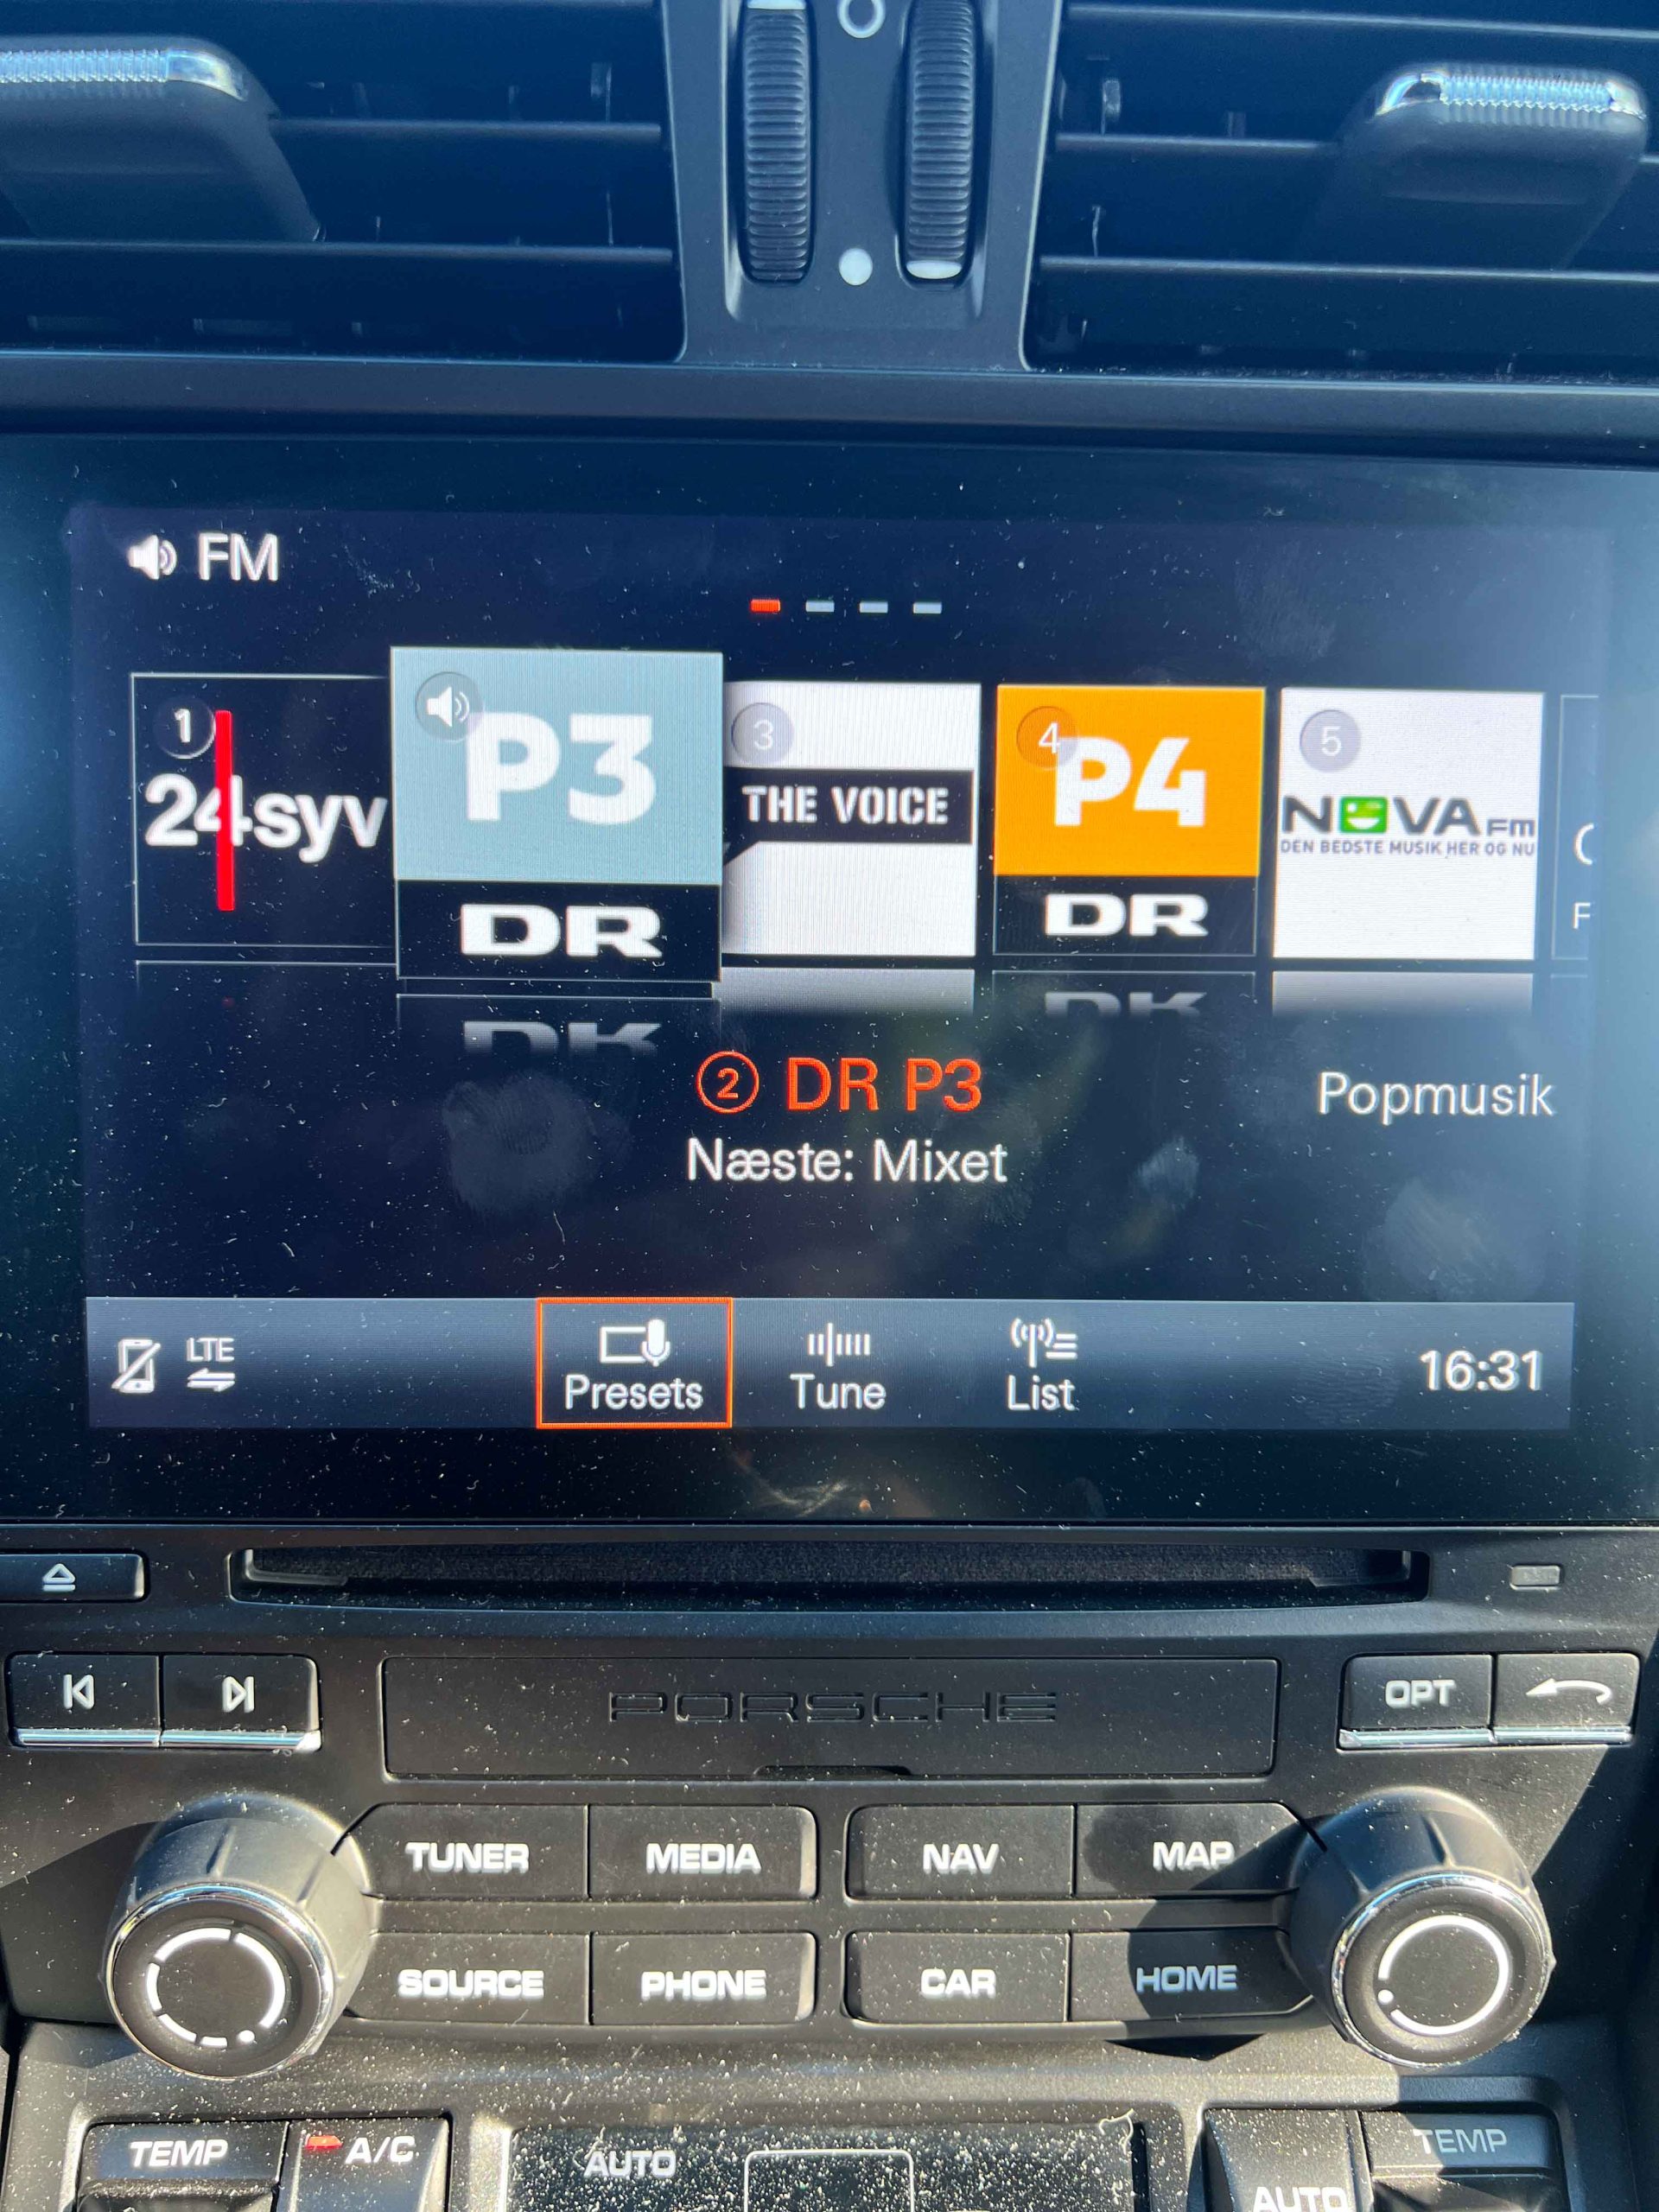 FM
1
24syv
P3
DR
3
THE VOICE
4
P4
DR
5
NOVA FM
DEN BEDSTE MUSIK HER OG NU
2 DR P3
Popmusik
Næste: Mixet
LTE
Presets
Tune
List
16:31
PORSCHE
OPT
TUNER
MEDIA
NAV
MAP
SOURCE
PHONE
CAR
HOME
TEMP
A/C
AUTO
AUTO
TEMP